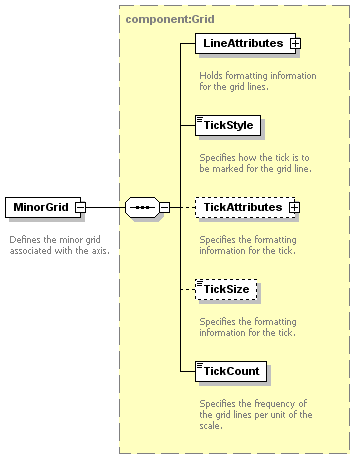 component:Grid
LineAttributes
Holds formatting information
for the grid lines.
TickStyle
Specifies how the tick is to
be marked for the grid line.
MinorGrid
Defines the minor grid
associated with the axis.
TickAttributes
Specifies the formatting
information for the tick.
TickSize
Specifies the formatting
information for the tick.
TickCount
Specifies the frequency of
the grid lines per unit of the
scale.